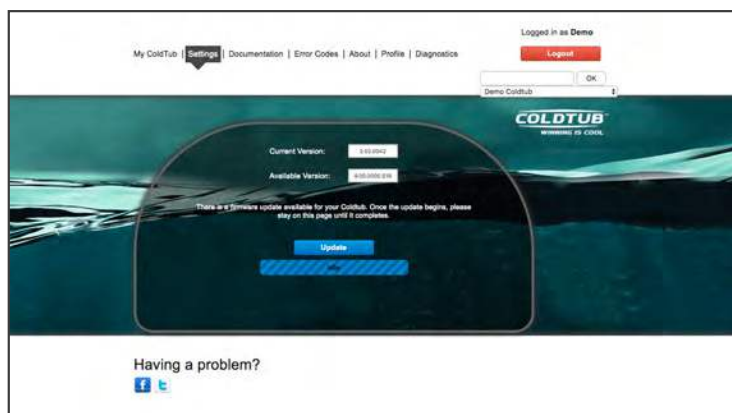 Logged in as Demo
My ColdTub | Settings | Documentation | Error Codes | About | Profile | Diagnostics
Logout
OK
Demo Coldtub
COLDTUB
WINNING IS COOL
Current Version:
Available Version:
There is a firmware update available for your Coldtub. Once the update begins, please
stay on this page until it completes.
Update
Having a problem?